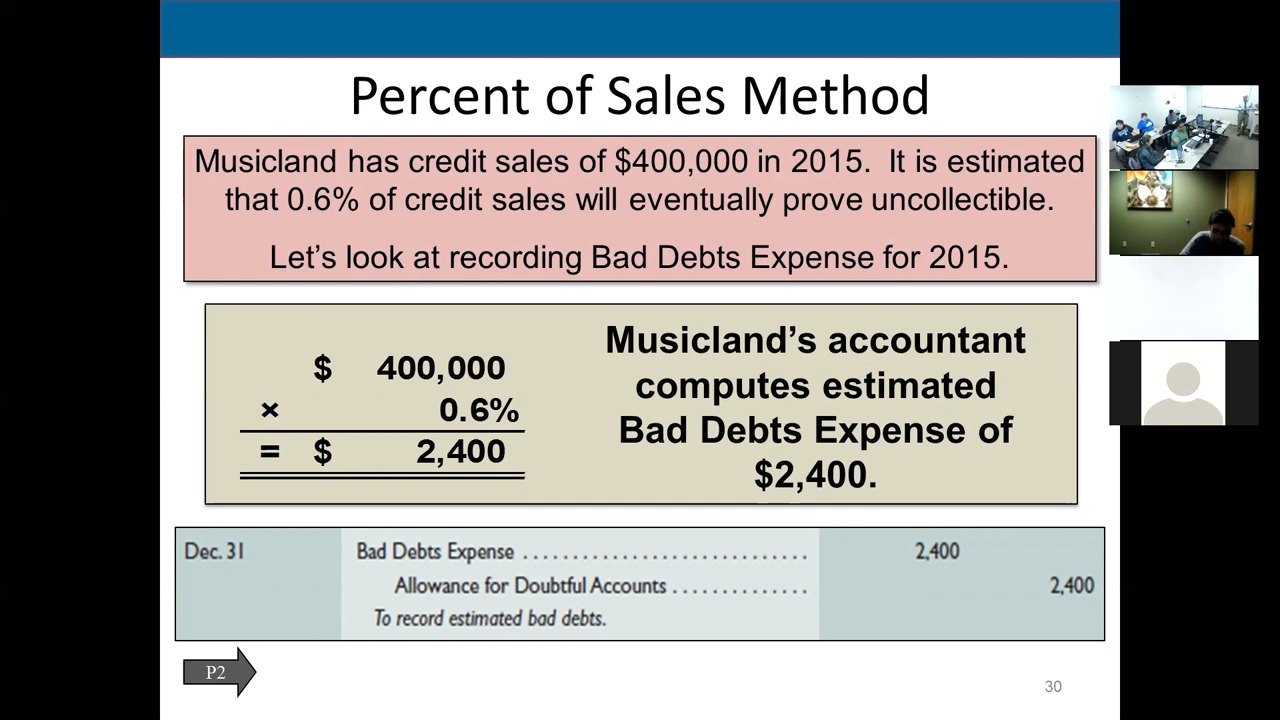 Percent of Sales Method
Musicland has credit sales of $400,000 in 2015. It is estimated
that 0.6% of credit sales will eventually prove uncollectible.
Let’s look at recording Bad Debts Expense for 2015.
$ 400,000
× 0.6%
= $ 2,400
Musicland’s accountant
computes estimated
Bad Debts Expense of
$2,400.
Dec. 31 Bad Debts Expense ............................ 2,400
Allowance for Doubtful Accounts .............. 2,400
To record estimated bad debts.
P2
30